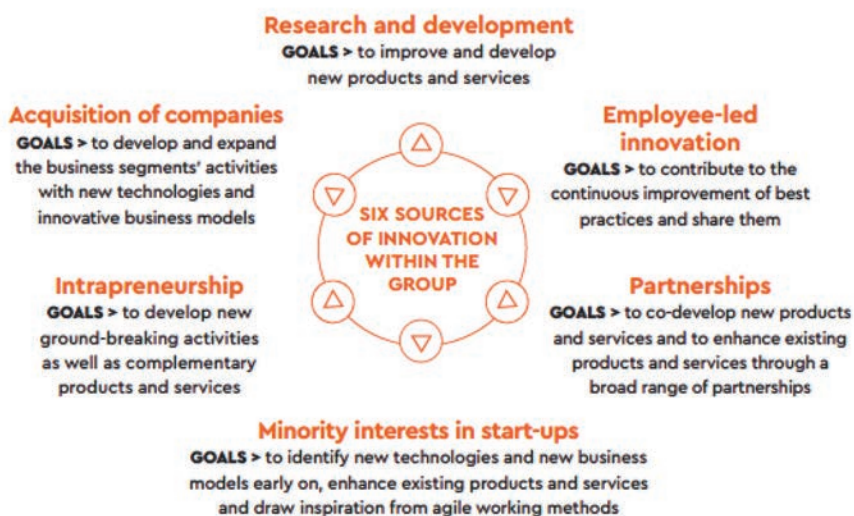 Research and development
GOALS > to improve and develop
new products and services
Acquisition of companies
GOALS > to develop and expand
the business segments' activities
with new technologies and
innovative business models
Employee-led
innovation
GOALS > to contribute to the
continuous improvement of best
practices and share them
SIX SOURCES
OF INNOVATION
WITHIN THE
GROUP
Intrapreneurship
GOALS > to develop new
ground-breaking activities
as well as complementary
products and services
Partnerships
GOALS > to co-develop new products
and services and to enhance existing
products and services through a
broad range of partnerships
Minority interests in start-ups
GOALS > to identify new technologies and new business
models early on, enhance existing products and services
and draw inspiration from agile working methods